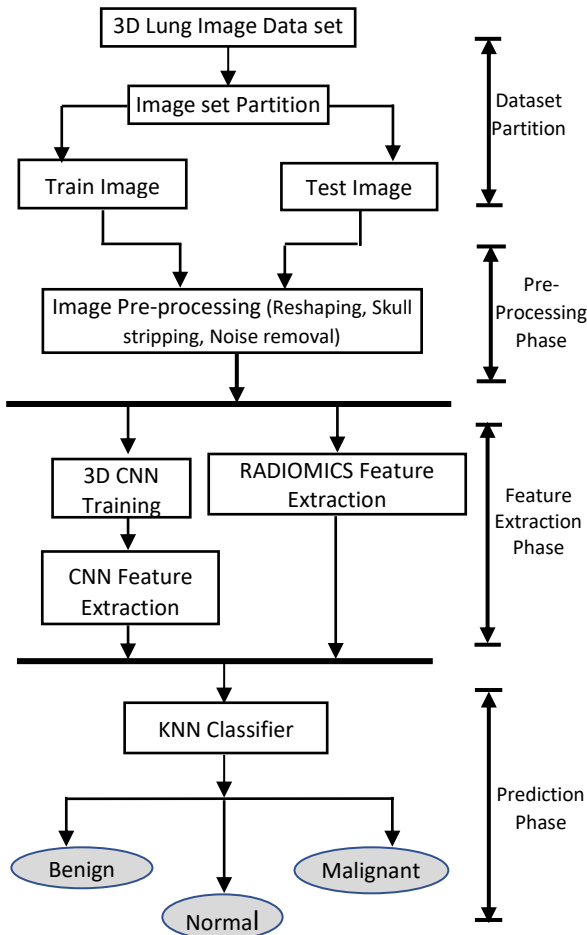 3D Lung Image Data set
Image set Partition
Train Image
Test Image
Dataset
Partition
Image Pre-processing (Reshaping, Skull
stripping, Noise removal)
Pre-
Processing
Phase
3D CNN
Training
RADIOMICS Feature
Extraction
CNN Feature
Extraction
Feature
Extraction
Phase
KNN Classifier
Benign
Normal
Malignant
Prediction
Phase